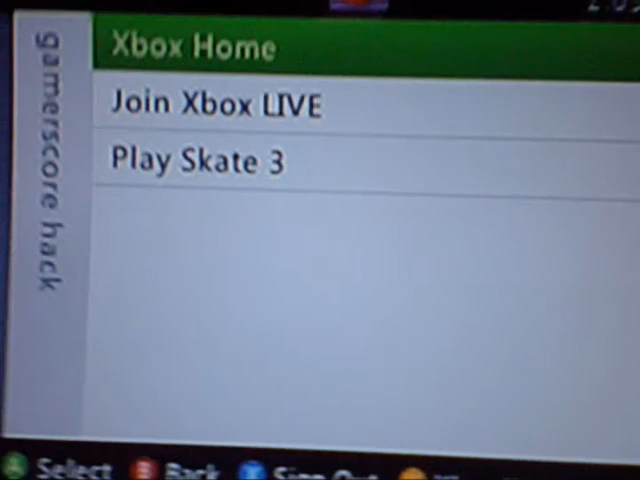 gamerscore hack
Xbox Home
Join Xbox LIVE
Play Skate 3
Select Back Sign Out